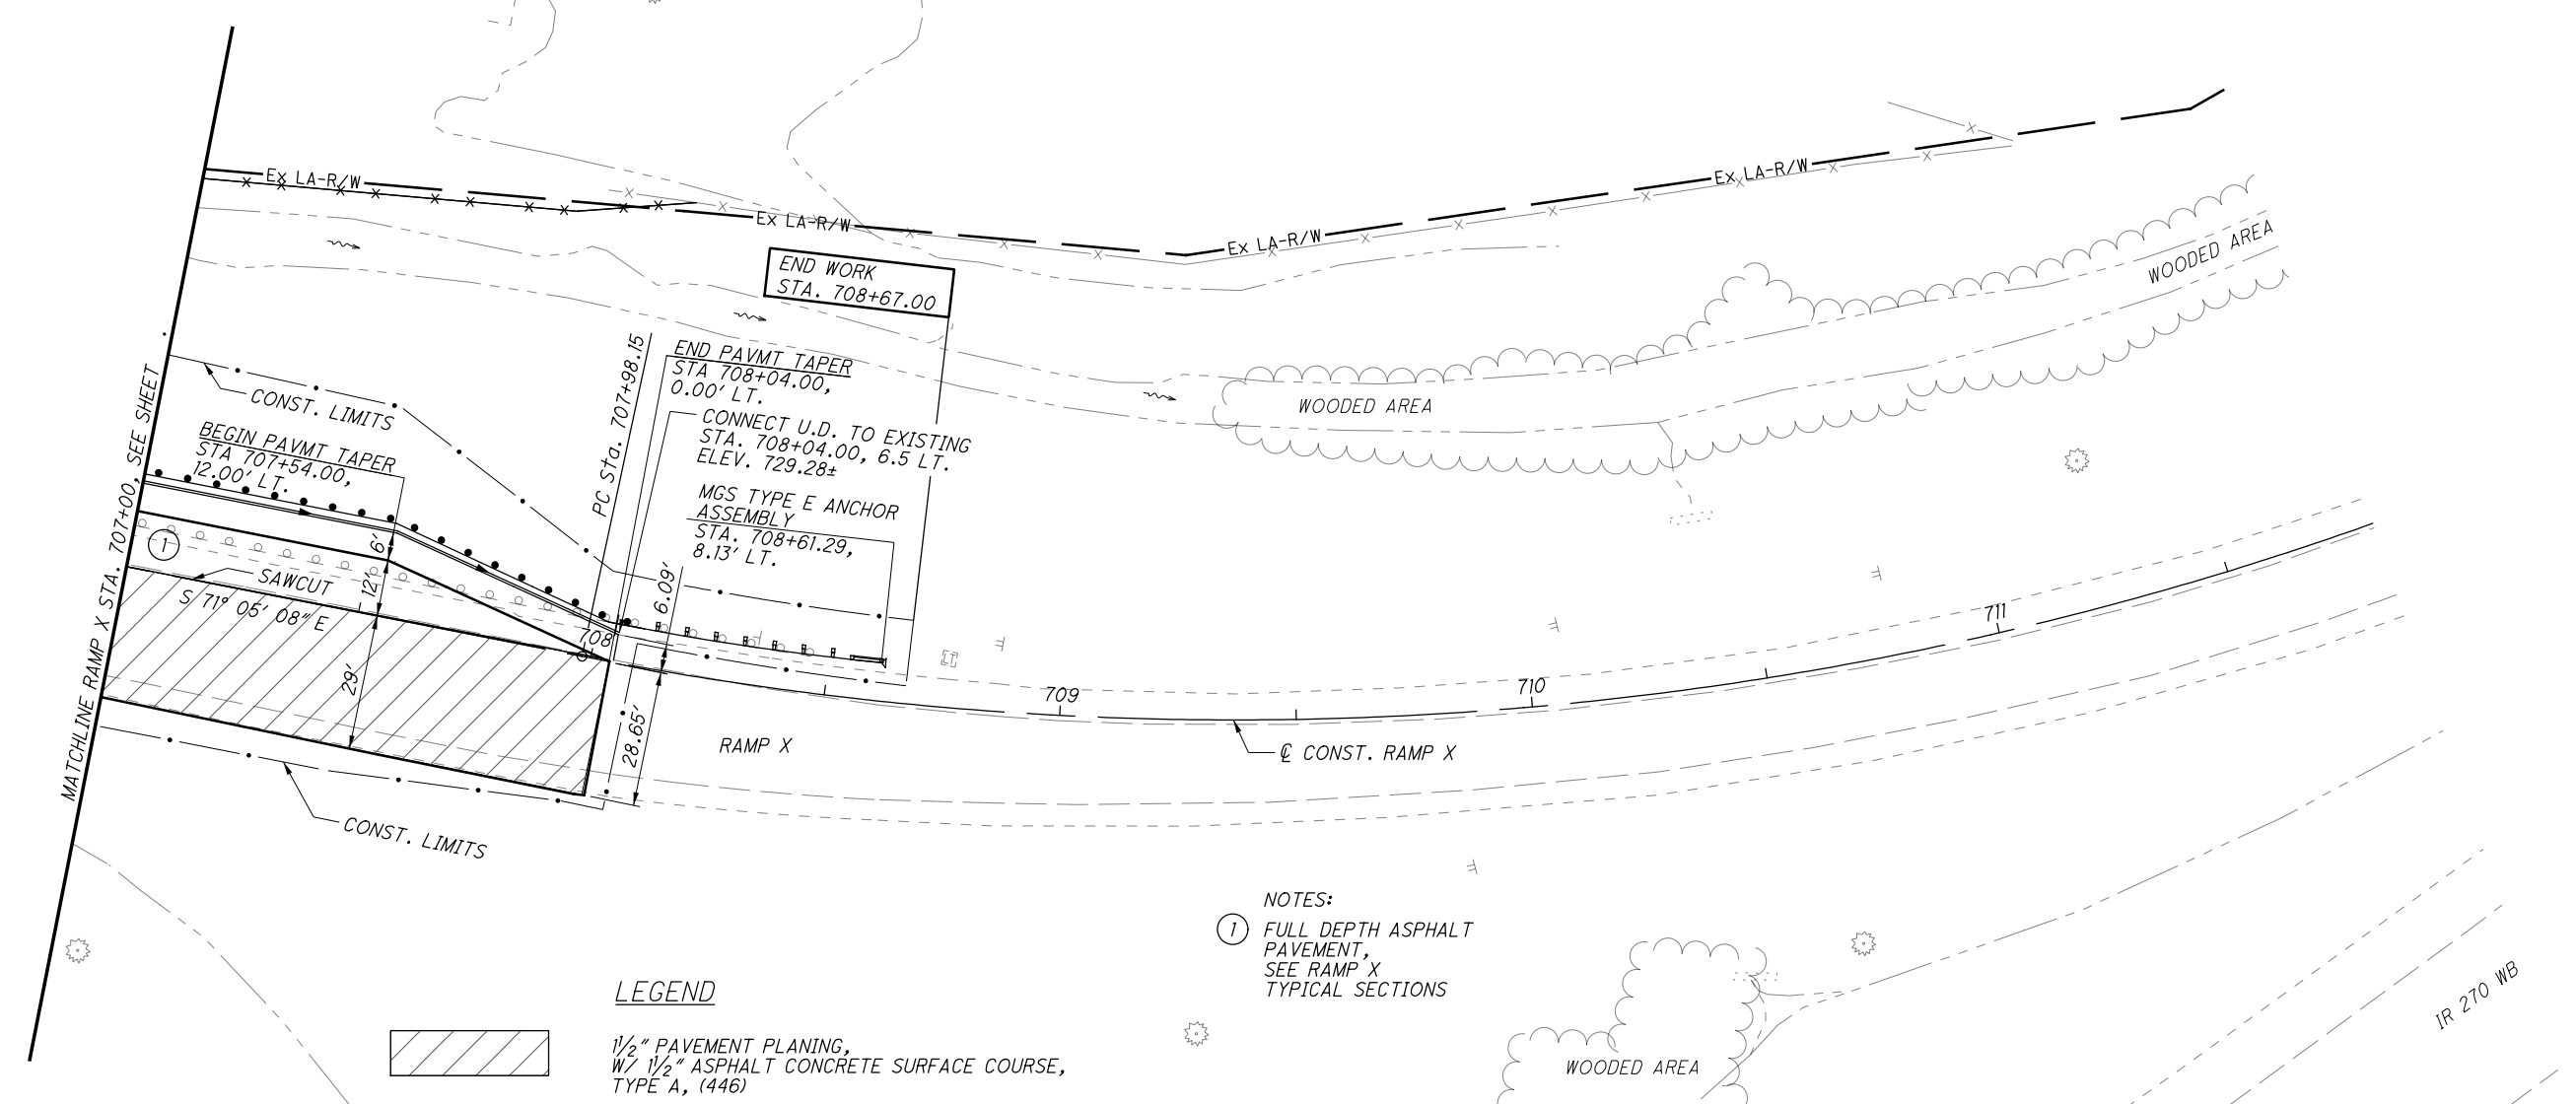 Ex LA-R/W
Ex LA-R/W
Ex LA-R/W
Ex LA-R/W
END WORK
STA. 708+67.00
WOODED AREA
WOODED AREA
MATCHLINE RAMP X STA. 707+00, SEE SHEET
CONST. LIMITS
BEGIN PAVMT TAPER
STA 707+54.00,
12.00' LT.
PC Sta. 707+98.15
END PAVMT TAPER
STA 708+04.00,
0.00' LT.
CONNECT U.D. TO EXISTING
STA. 708+04.00, 6.5 LT.
ELEV. 729.28±
MGS TYPE E ANCHOR
ASSEMBLY
STA. 708+61.29,
8.13' LT.
1
6'
12'
SAWCUT
S 71° 05' 08" E
29'
6.09'
28.65'
708
709
710
711
RAMP X
℄ CONST. RAMP X
CONST. LIMITS
NOTES:
1 FULL DEPTH ASPHALT
PAVEMENT,
SEE RAMP X
TYPICAL SECTIONS
LEGEND
1½" PAVEMENT PLANING,
W/ 1½" ASPHALT CONCRETE SURFACE COURSE,
TYPE A, (446)
WOODED AREA
IR 270 WB